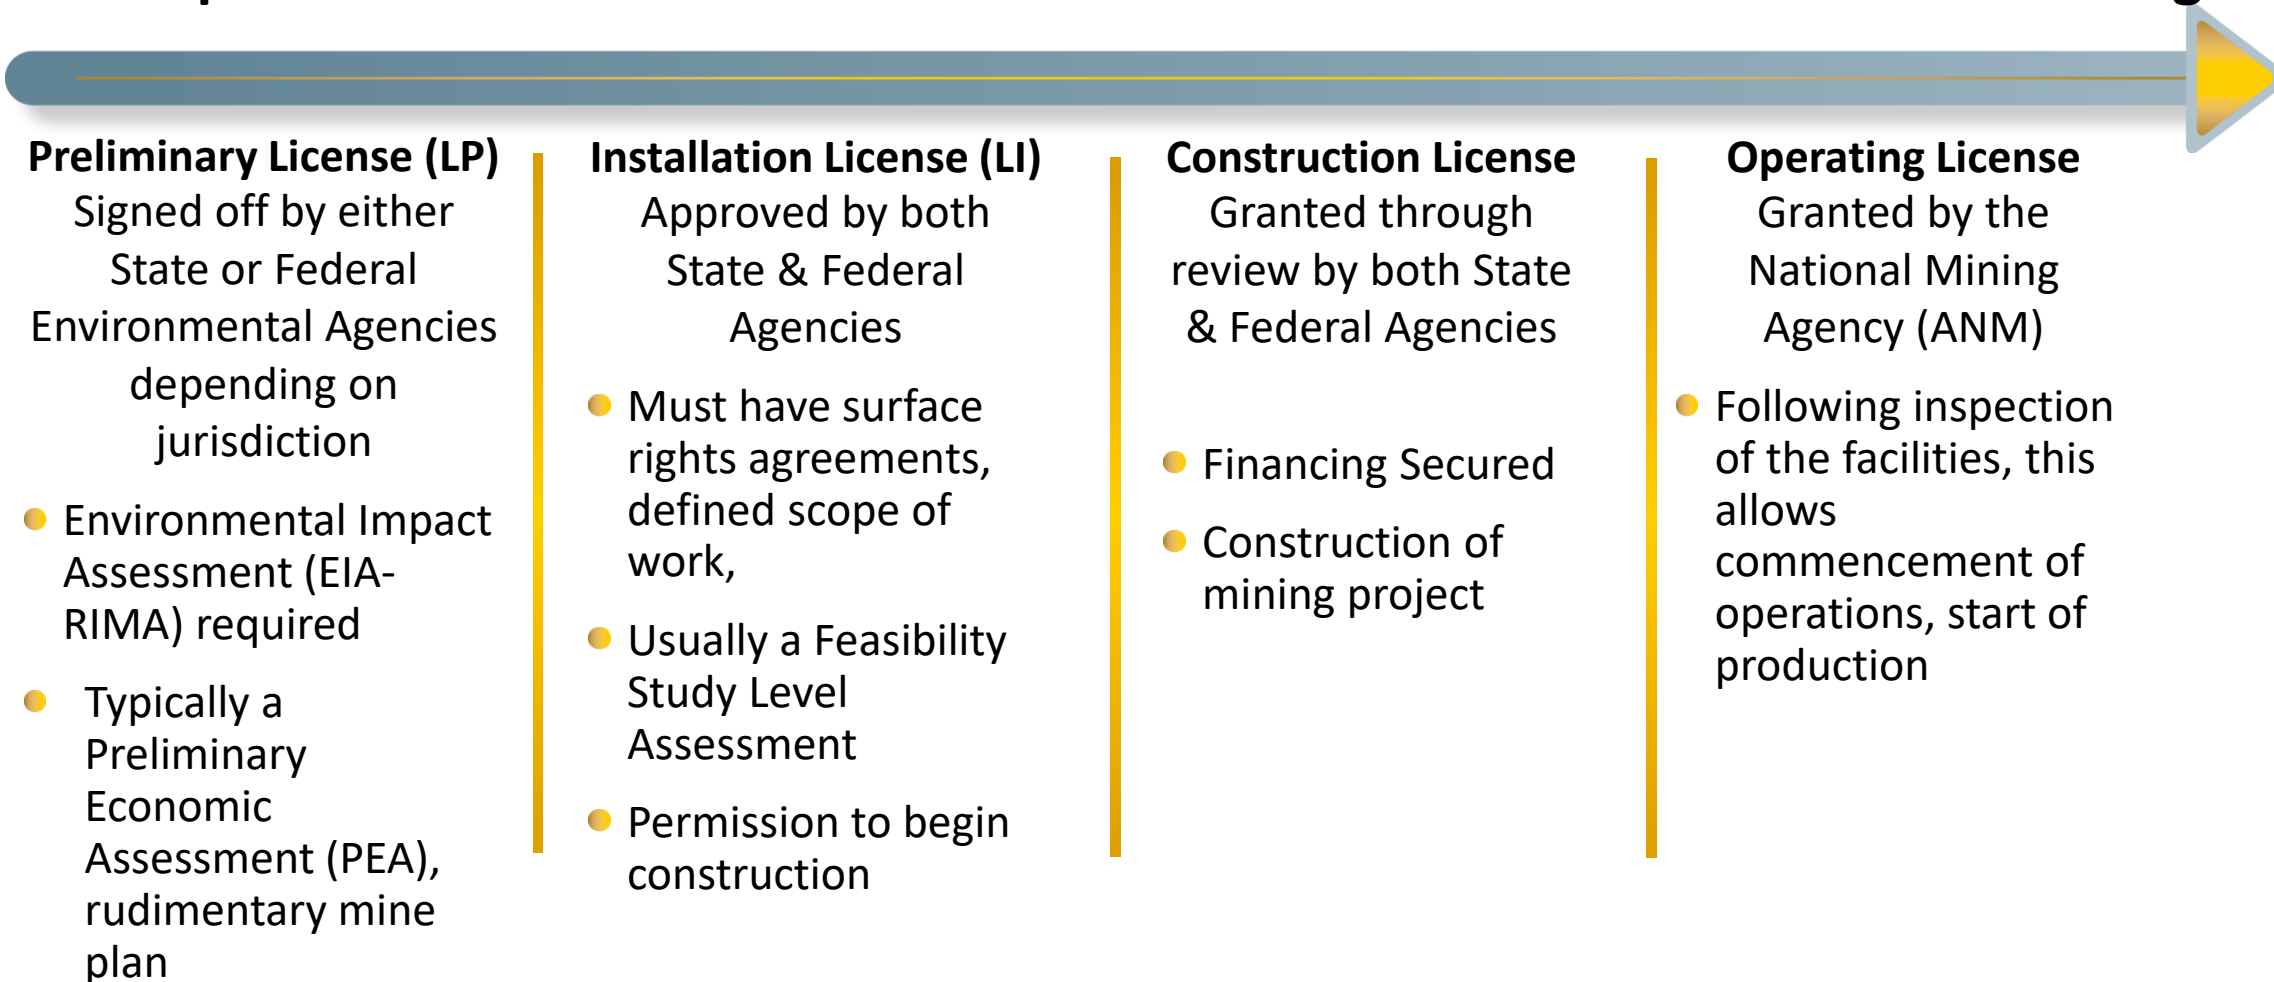 Preliminary License (LP)
Signed off by either
State or Federal
Environmental Agencies
depending on
jurisdiction
Environmental Impact
Assessment (EIA-
RIMA) required
Typically a
Preliminary
Economic
Assessment (PEA),
rudimentary mine
plan
Installation License (LI)
Approved by both
State & Federal
Agencies
Must have surface
rights agreements,
defined scope of
work,
Usually a Feasibility
Study Level
Assessment
Permission to begin
construction
Construction License
Granted through
review by both State
& Federal Agencies
Financing Secured
Construction of
mining project
Operating License
Granted by the
National Mining
Agency (ANM)
Following inspection
of the facilities, this
allows
commencement of
operations, start of
production